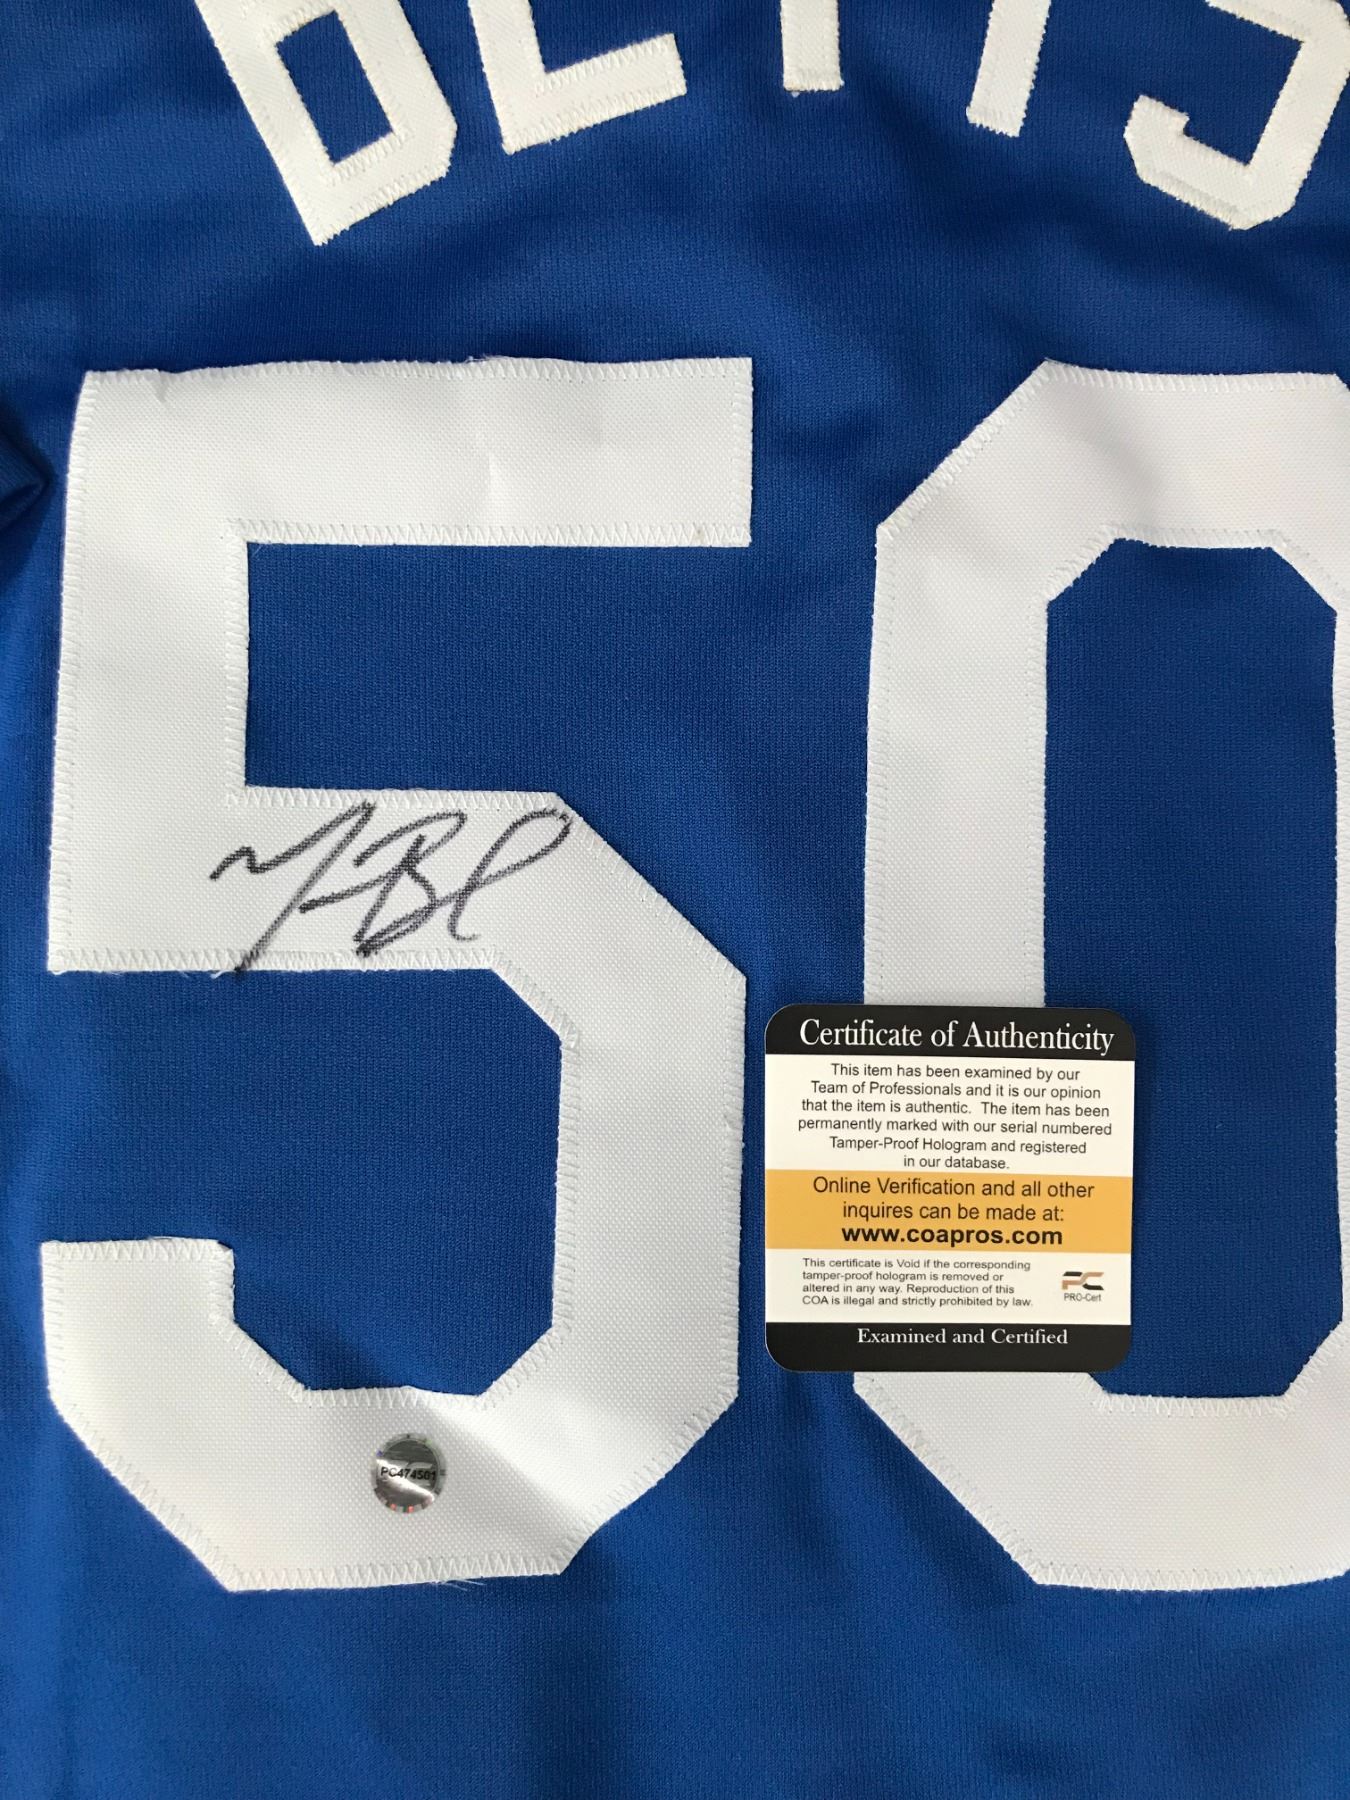 BETTS
50
Certificate of Authenticity
This item has been examined by our
Team of Professionals and it is our opinion
that the item is authentic. The item has been
permanently marked with our serial numbered
Tamper-Proof Hologram and registered
in our database.
Online Verification and all other
inquires can be made at:
www.coapros.com
This certificate is Void if the corresponding
tamper-proof hologram is removed or
altered in any way. Reproduction of this
COA is illegal and strictly prohibited by law.
PC
PRO-Cert
Examined and Certified
PC474501